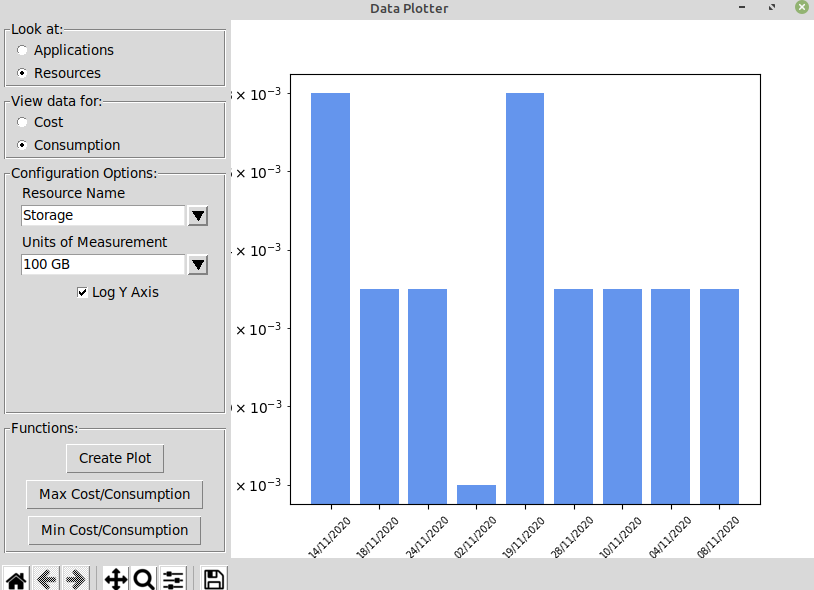 Data Plotter
Look at:
Applications
Resources
View data for:
Cost
Consumption
Configuration Options:
Resource Name
Storage
Units of Measurement
100 GB
Log Y Axis
Functions:
Create Plot
Max Cost/Consumption
Min Cost/Consumption
× 10⁻³
× 10⁻³
× 10⁻³
× 10⁻³
× 10⁻³
× 10⁻³
14/11/2020
18/11/2020
24/11/2020
02/11/2020
19/11/2020
28/11/2020
10/11/2020
04/11/2020
08/11/2020